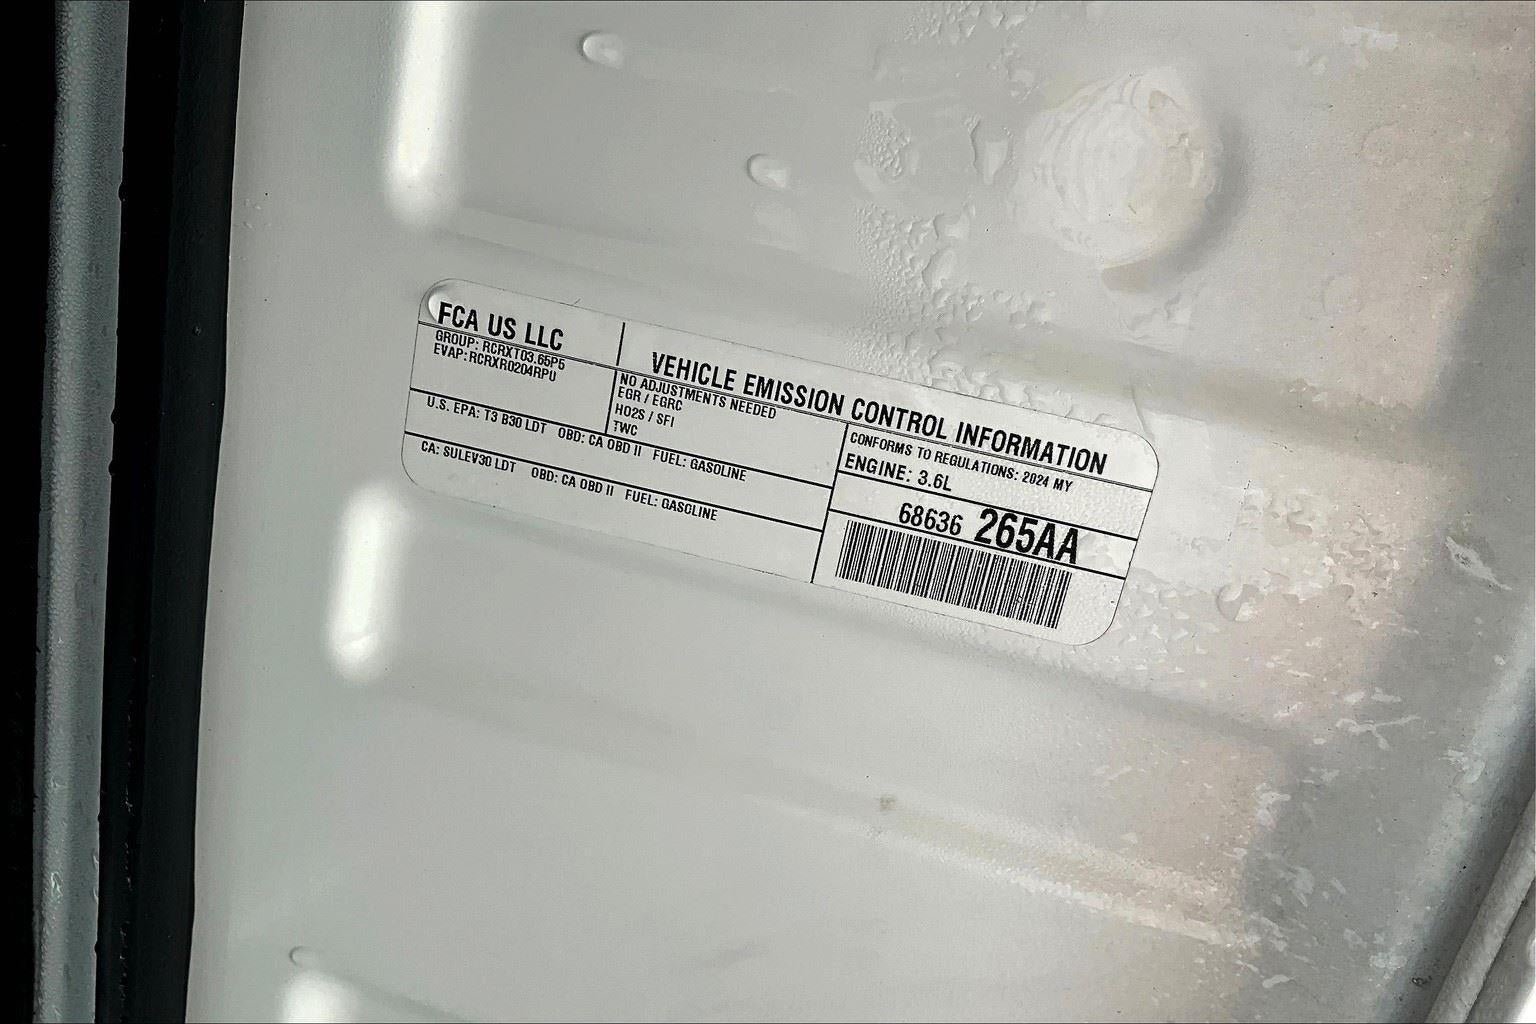 FCA US LLC
GROUP: RCRXT03.65P5
EVAP: RCRXR0204RPU
VEHICLE EMISSION CONTROL INFORMATION
NO ADJUSTMENTS NEEDED
EGR / EGRC
HO2S / SFI
TWC
U.S. EPA: T3 B30 LDT OBD: CA OBD II FUEL: GASOLINE
CA: SULEV30 LDT OBD: CA OBD II FUEL: GASOLINE
CONFORMS TO REGULATIONS: 2024 MY
ENGINE: 3.6L
68636 265AA